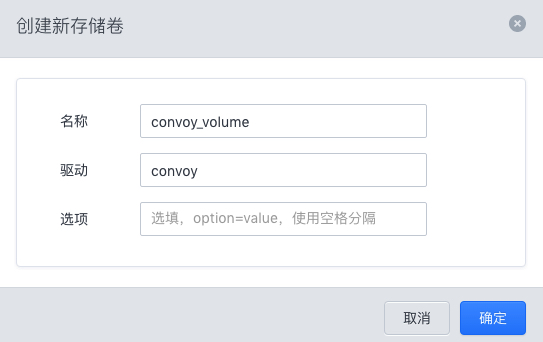 创建新存储卷
名称 convoy_volume
驱动 convoy
选项 选填，option=value，使用空格分隔
取消 确定